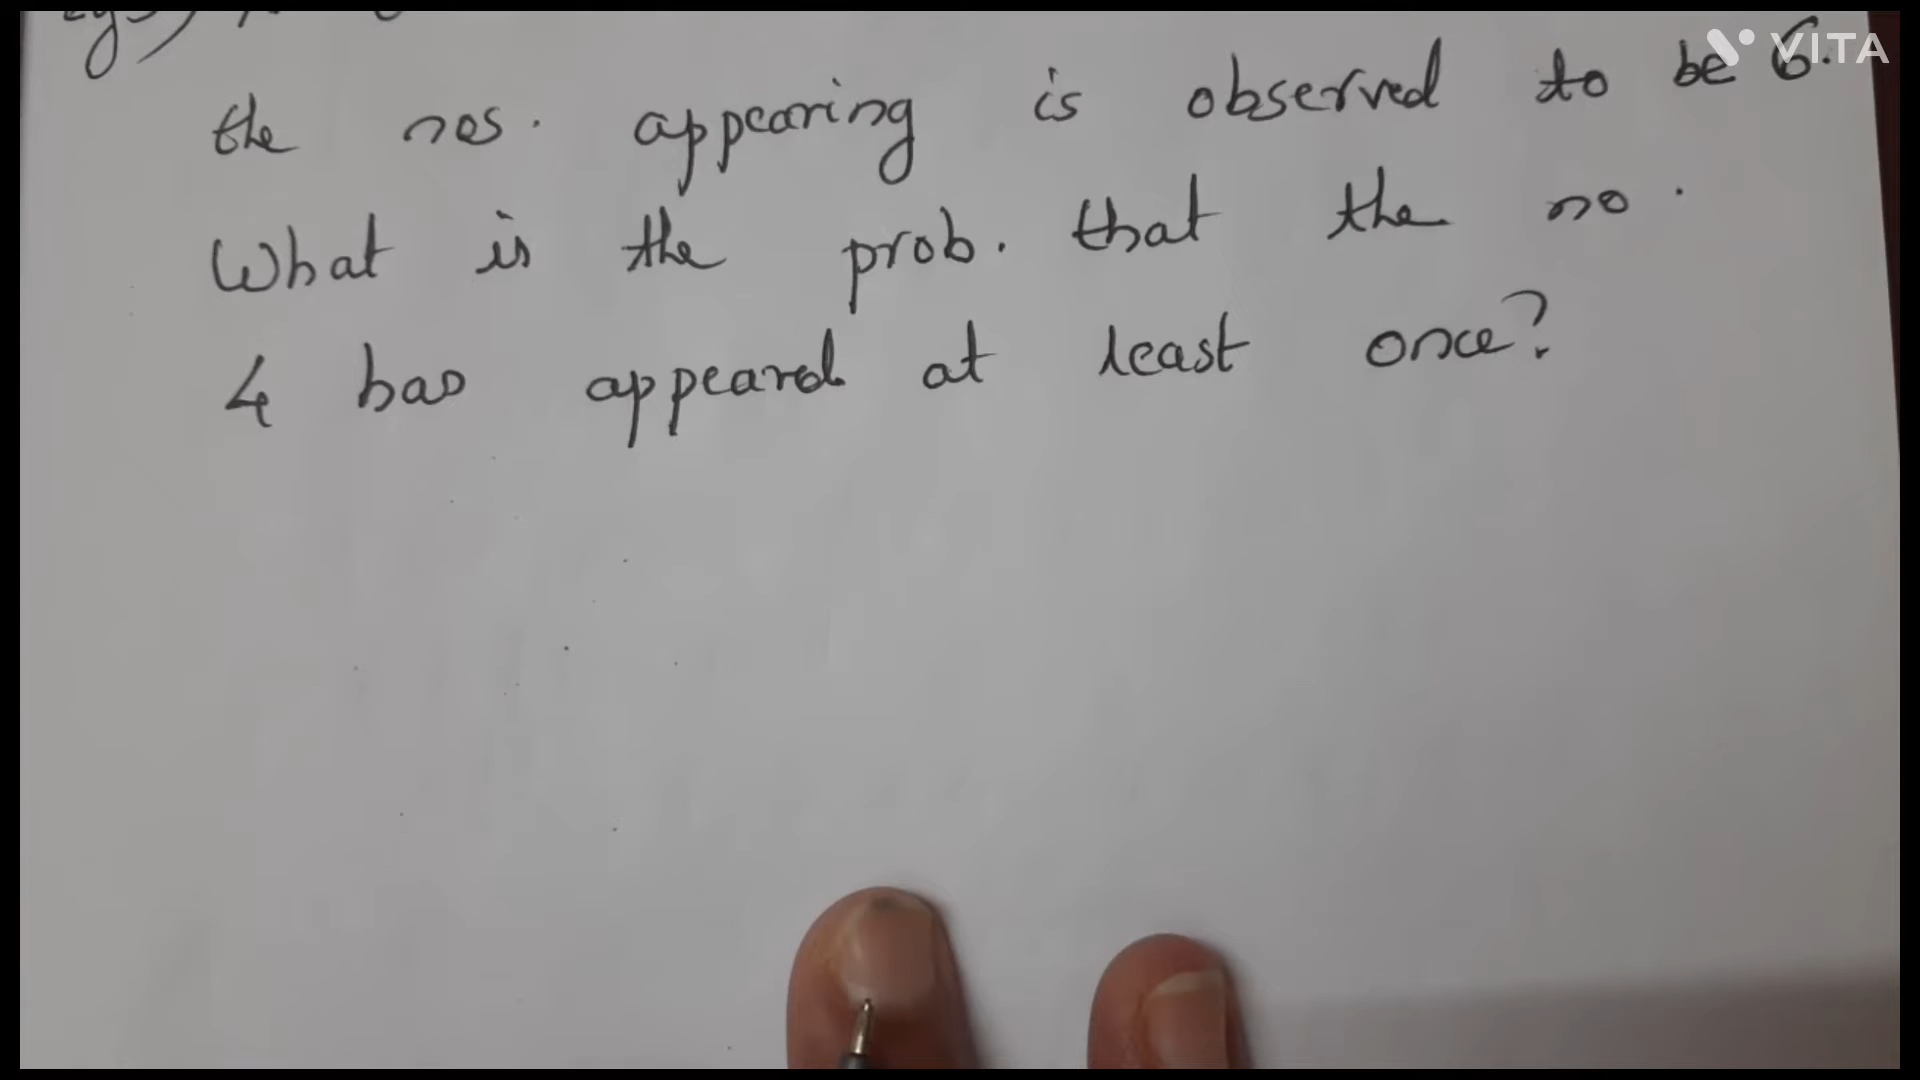 VITA
the nos. appearing is observed to be 6.
What is the prob. that the no.
4 has appeared at least once?